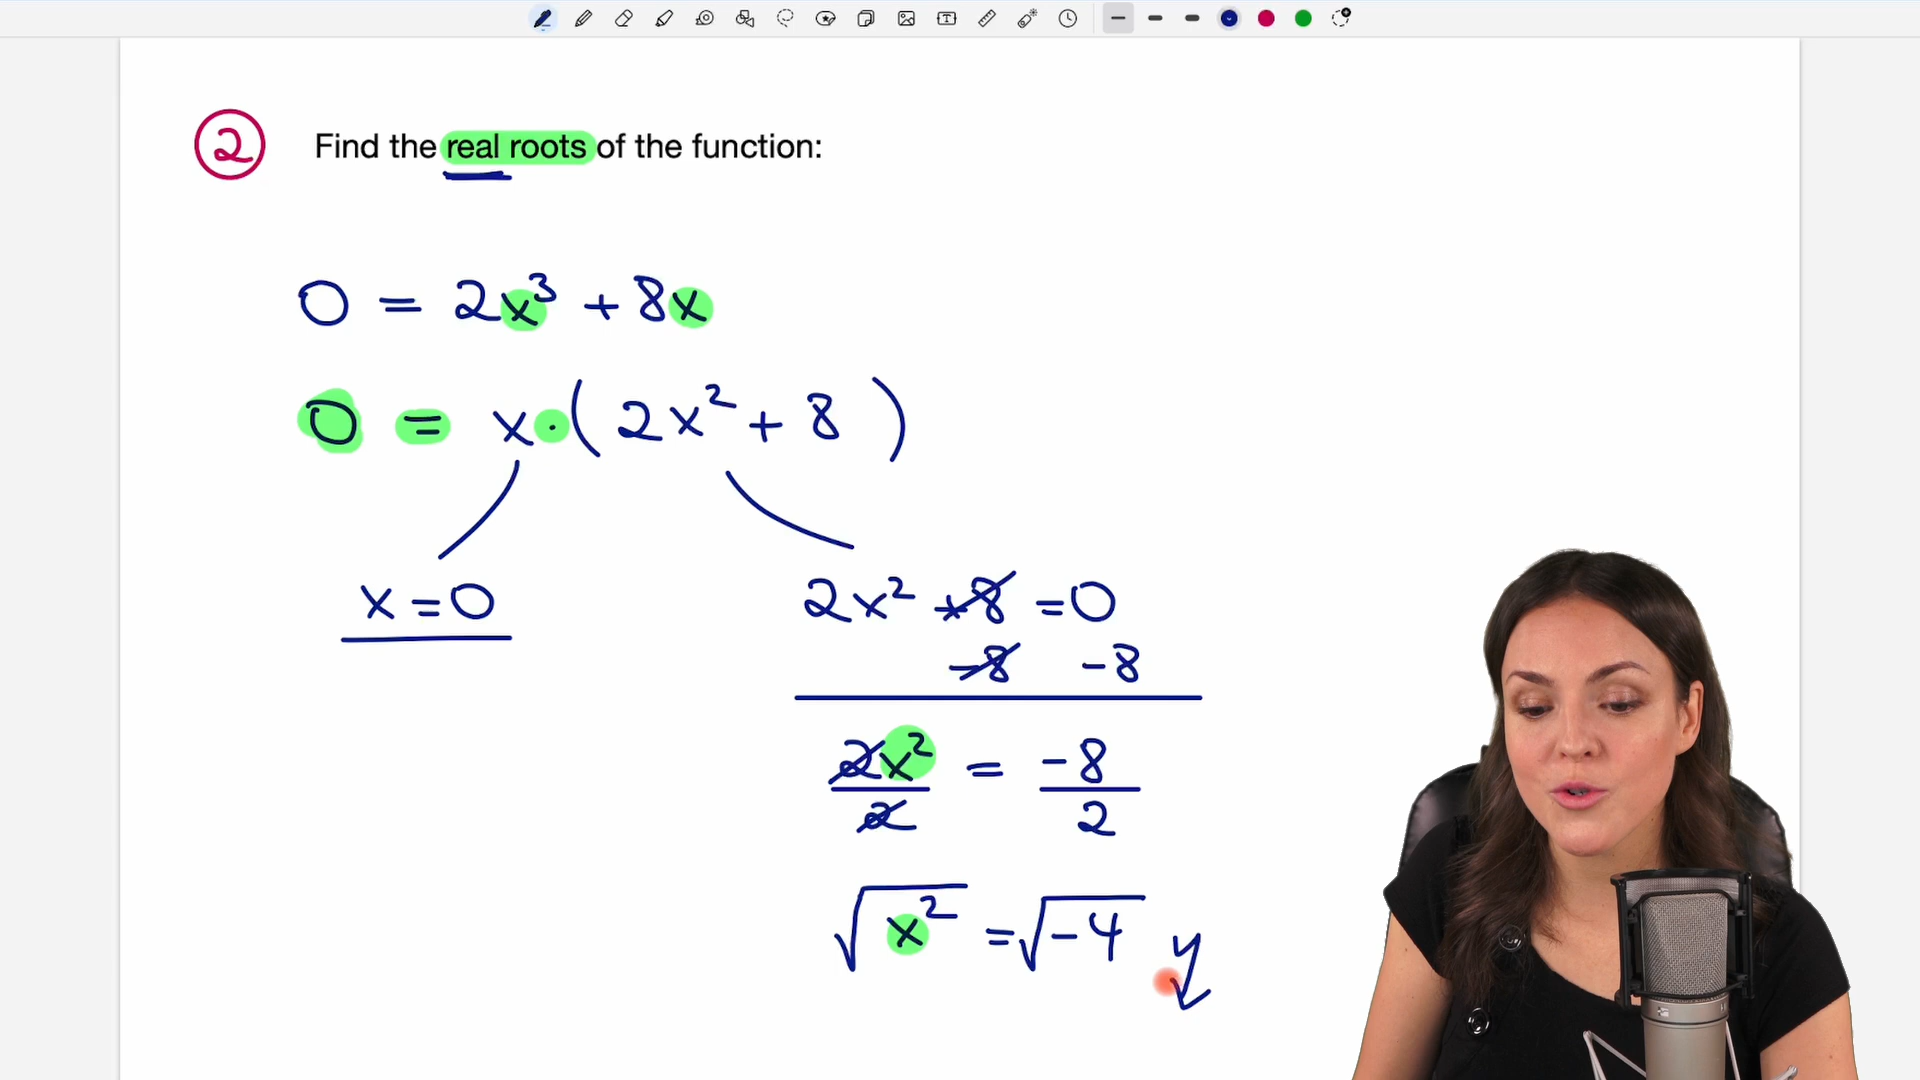 ② Find the real roots of the function:
0 = 2x³ + 8x
0 = x · ( 2x² + 8 )
x = 0
2x² + 8 = 0
-8 -8
2x² = -8
2 2
√x² = √-4